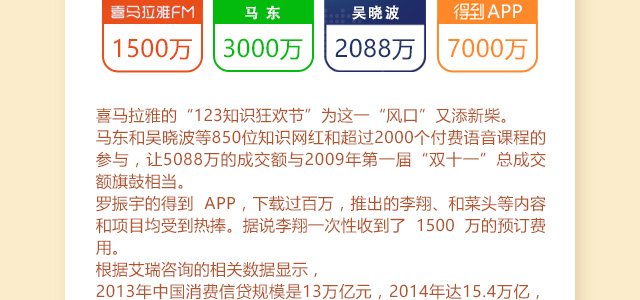 喜马拉雅FM 马东 吴晓波 得到APP
1500万 3000万 2088万 7000万
喜马拉雅的“123知识狂欢节”为这一“风口”又添新柴。
马东和吴晓波等850位知识网红和超过2000个付费语音课程的
参与，让5088万的成交额与2009年第一届“双十一”总成交
额旗鼓相当。
罗振宇的得到 APP，下载过百万，推出的李翔、和菜头等内容
和项目均受到热捧。据说李翔一次性收到了 1500 万的预订费
用。
根据艾瑞咨询的相关数据显示，
2013年中国消费信贷规模是13万亿元，2014年达15.4万亿，